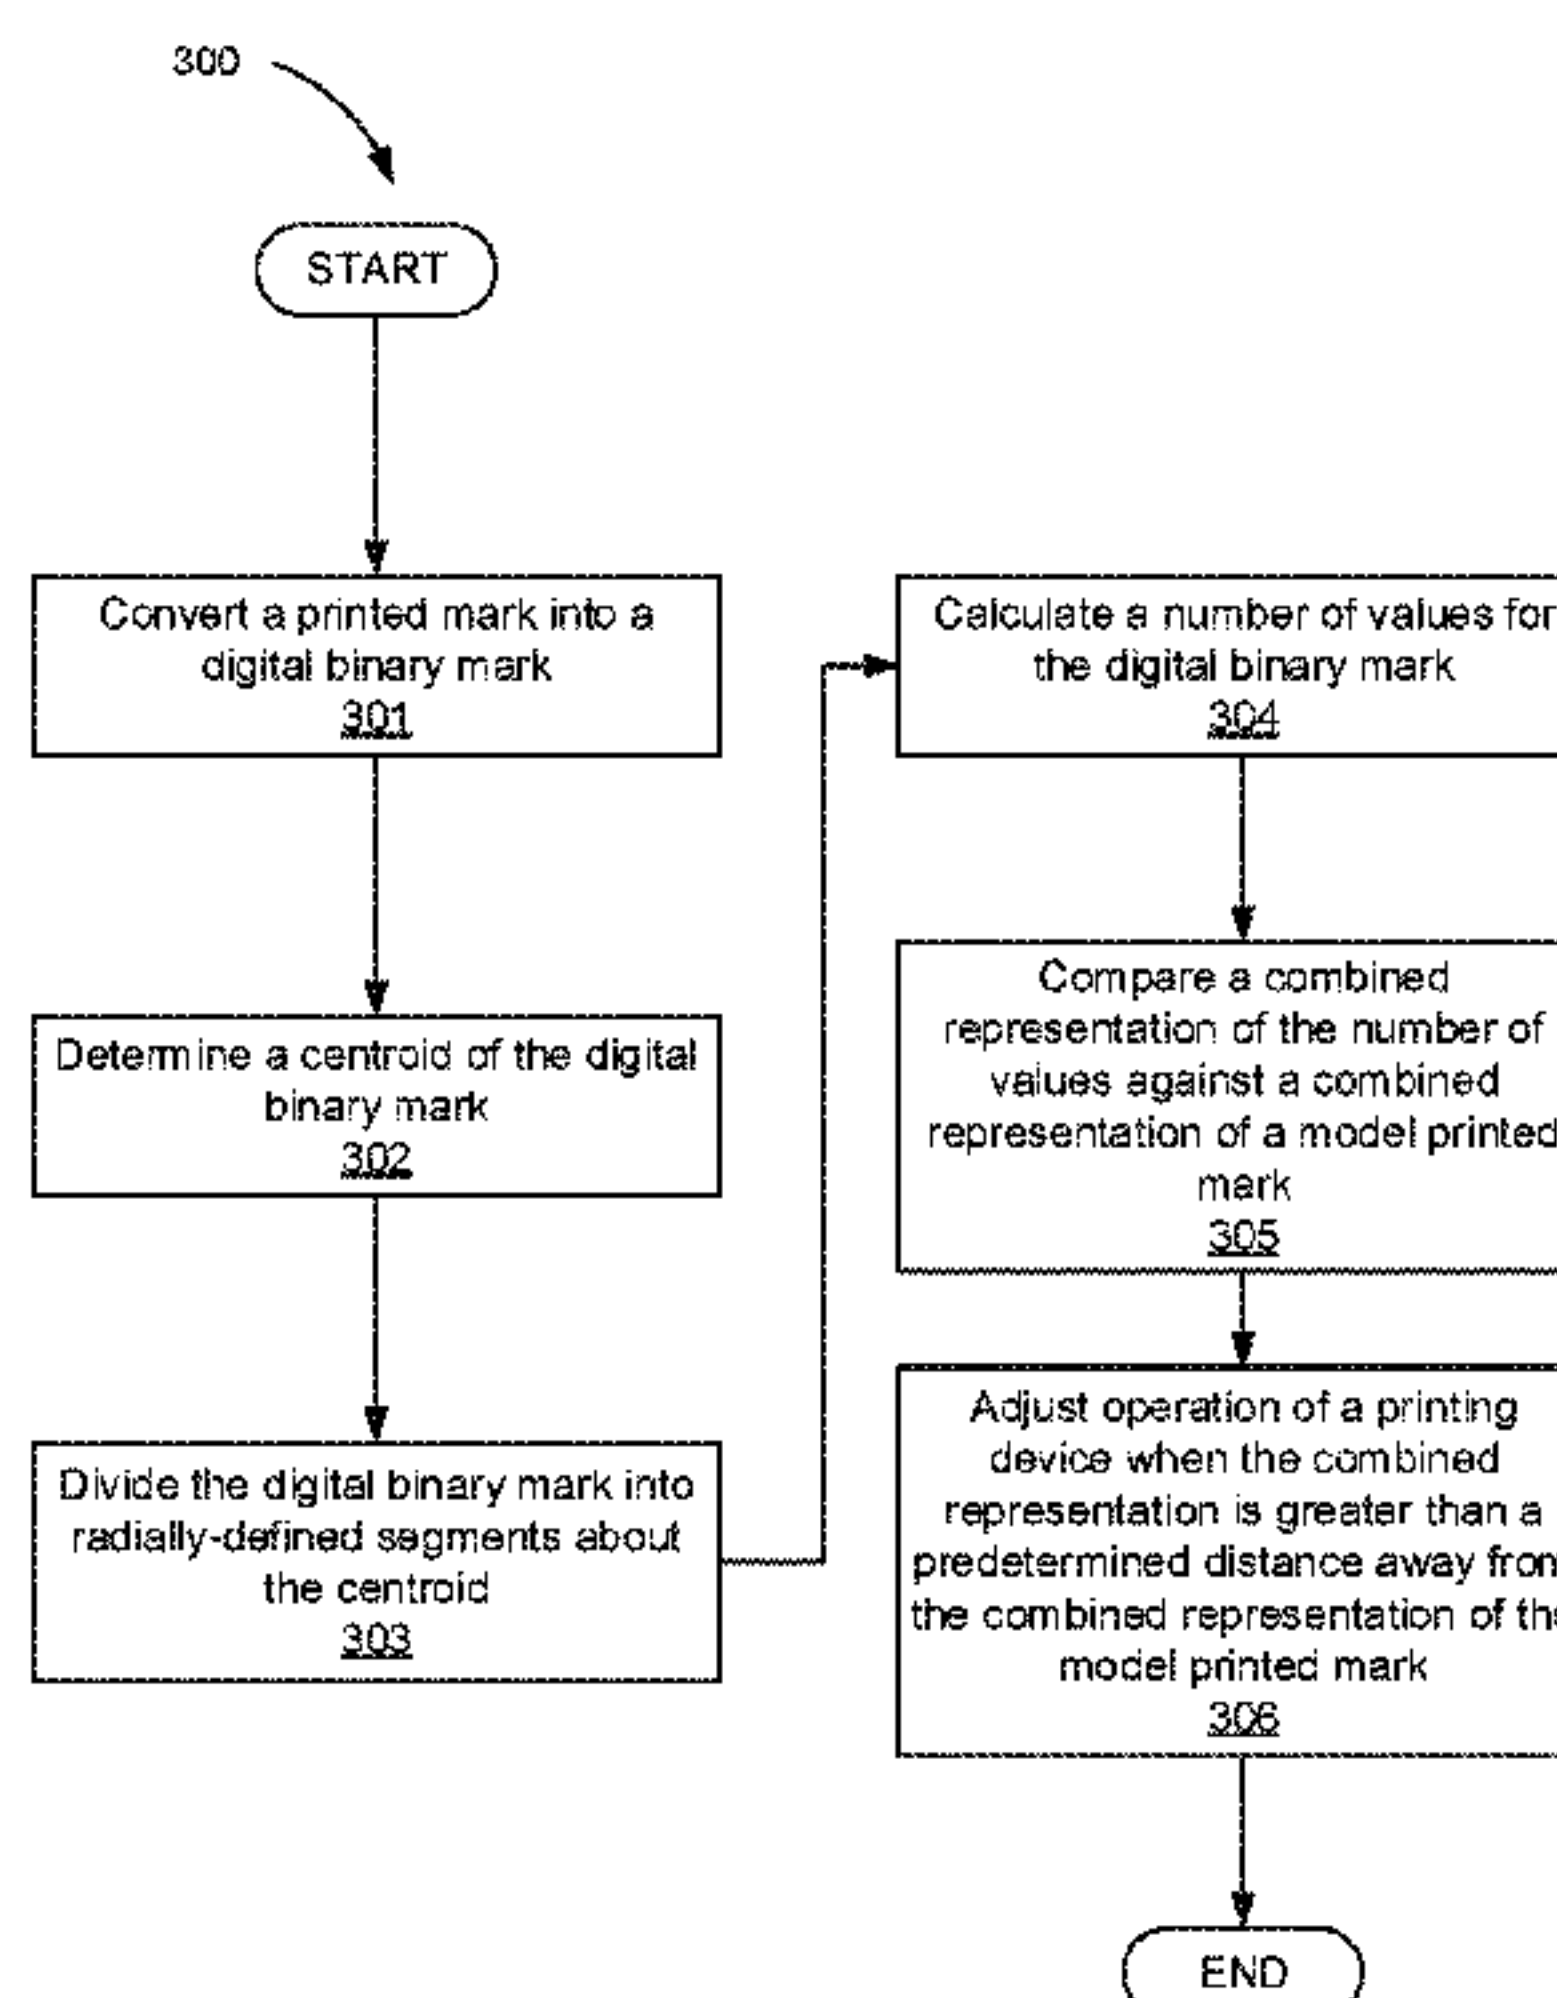 300
START
Convert a printed mark into a
digital binary mark
301
Determine a centroid of the digital
binary mark
302
Divide the digital binary mark into
radially-defined segments about
the centroid
303
Calculate a number of values for
the digital binary mark
304
Compare a combined
representation of the number of
values against a combined
representation of a model printed
mark
305
Adjust operation of a printing
device when the combined
representation is greater than a
predetermined distance away from
the combined representation of the
model printed mark
306
END